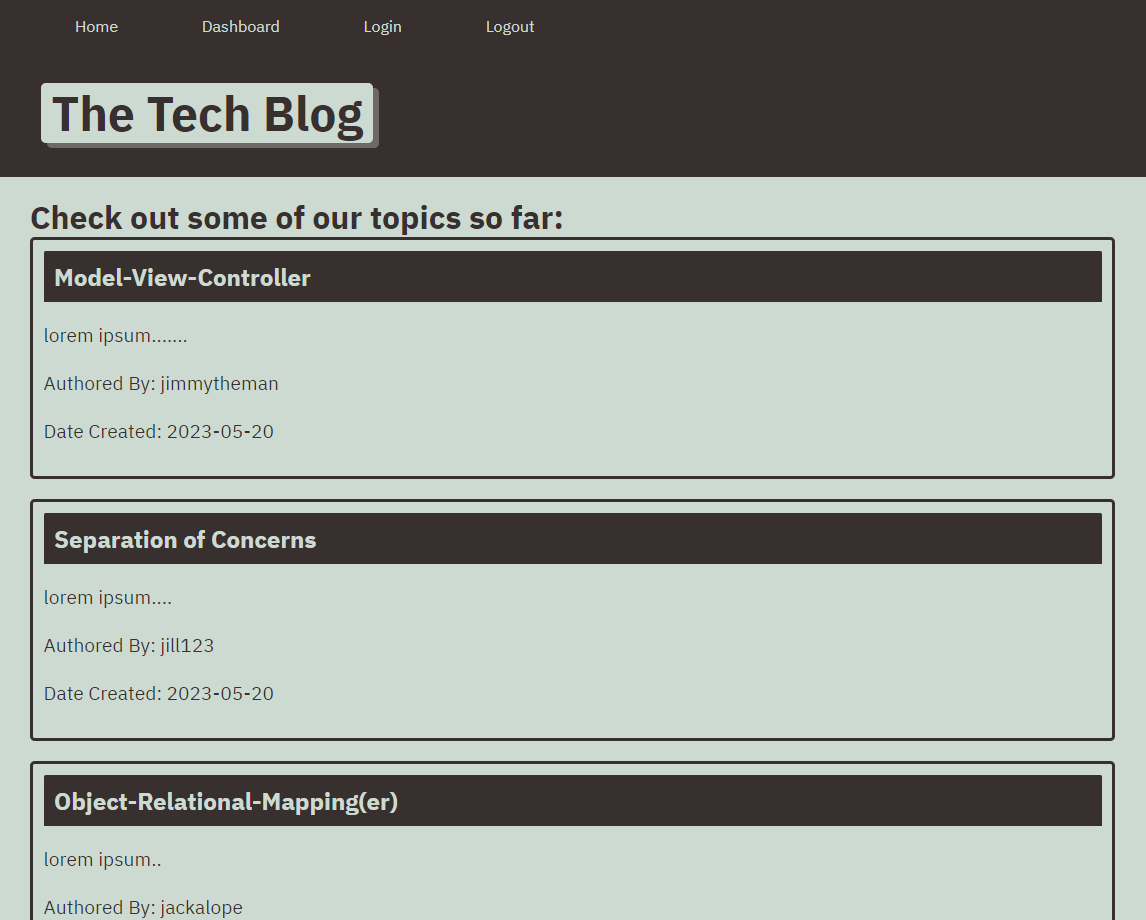 Home Dashboard Login Logout
The Tech Blog
Check out some of our topics so far:
Model-View-Controller
lorem ipsum.......
Authored By: jimmytheman
Date Created: 2023-05-20
Separation of Concerns
lorem ipsum....
Authored By: jill123
Date Created: 2023-05-20
Object-Relational-Mapping(er)
lorem ipsum..
Authored By: jackalope